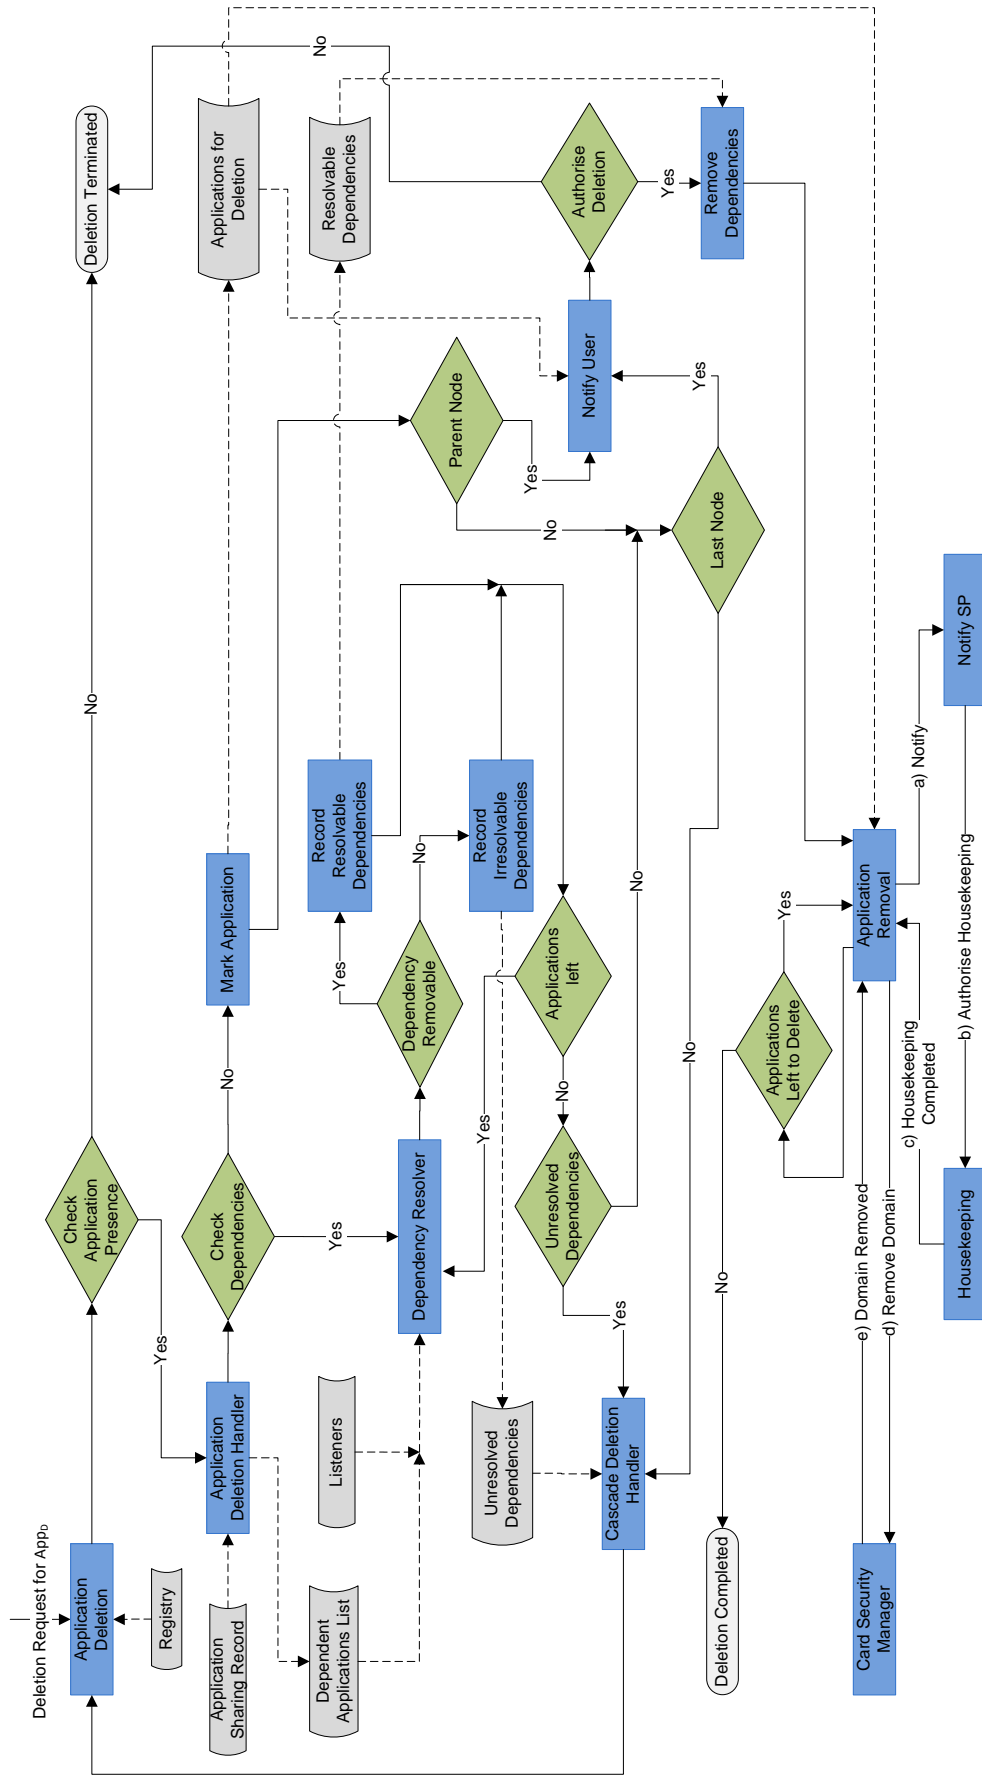 Deletion Request for AppD
Application
Deletion
Registry
Check
Application
Presence
No
Deletion Terminated
Yes
Application
Sharing Record
Application
Deletion Handler
Check
Dependencies
No
Mark Application
Applications for
Deletion
No
Yes
Dependent
Applications List
Listeners
Dependency Resolver
Dependency
Removable
Yes
No
Record
Resolvable
Dependencies
Resolvable
Dependencies
Parent Node
Yes
No
Record
Irresolvable
Dependencies
Unresolved
Dependencies
Applications
left
Yes
No
Unresolved
Dependencies
Yes
No
Cascade Deletion
Handler
Last Node
No
Yes
Notify User
Authorise
Deletion
Yes
Remove
Dependencies
Deletion Completed
No
Applications
Left to Delete
Yes
Application
Removal
Card Security
Manager
e) Domain Removed
d) Remove Domain
c) Housekeeping
Completed
a) Notify
b) Authorise Housekeeping
Housekeeping
Notify SP